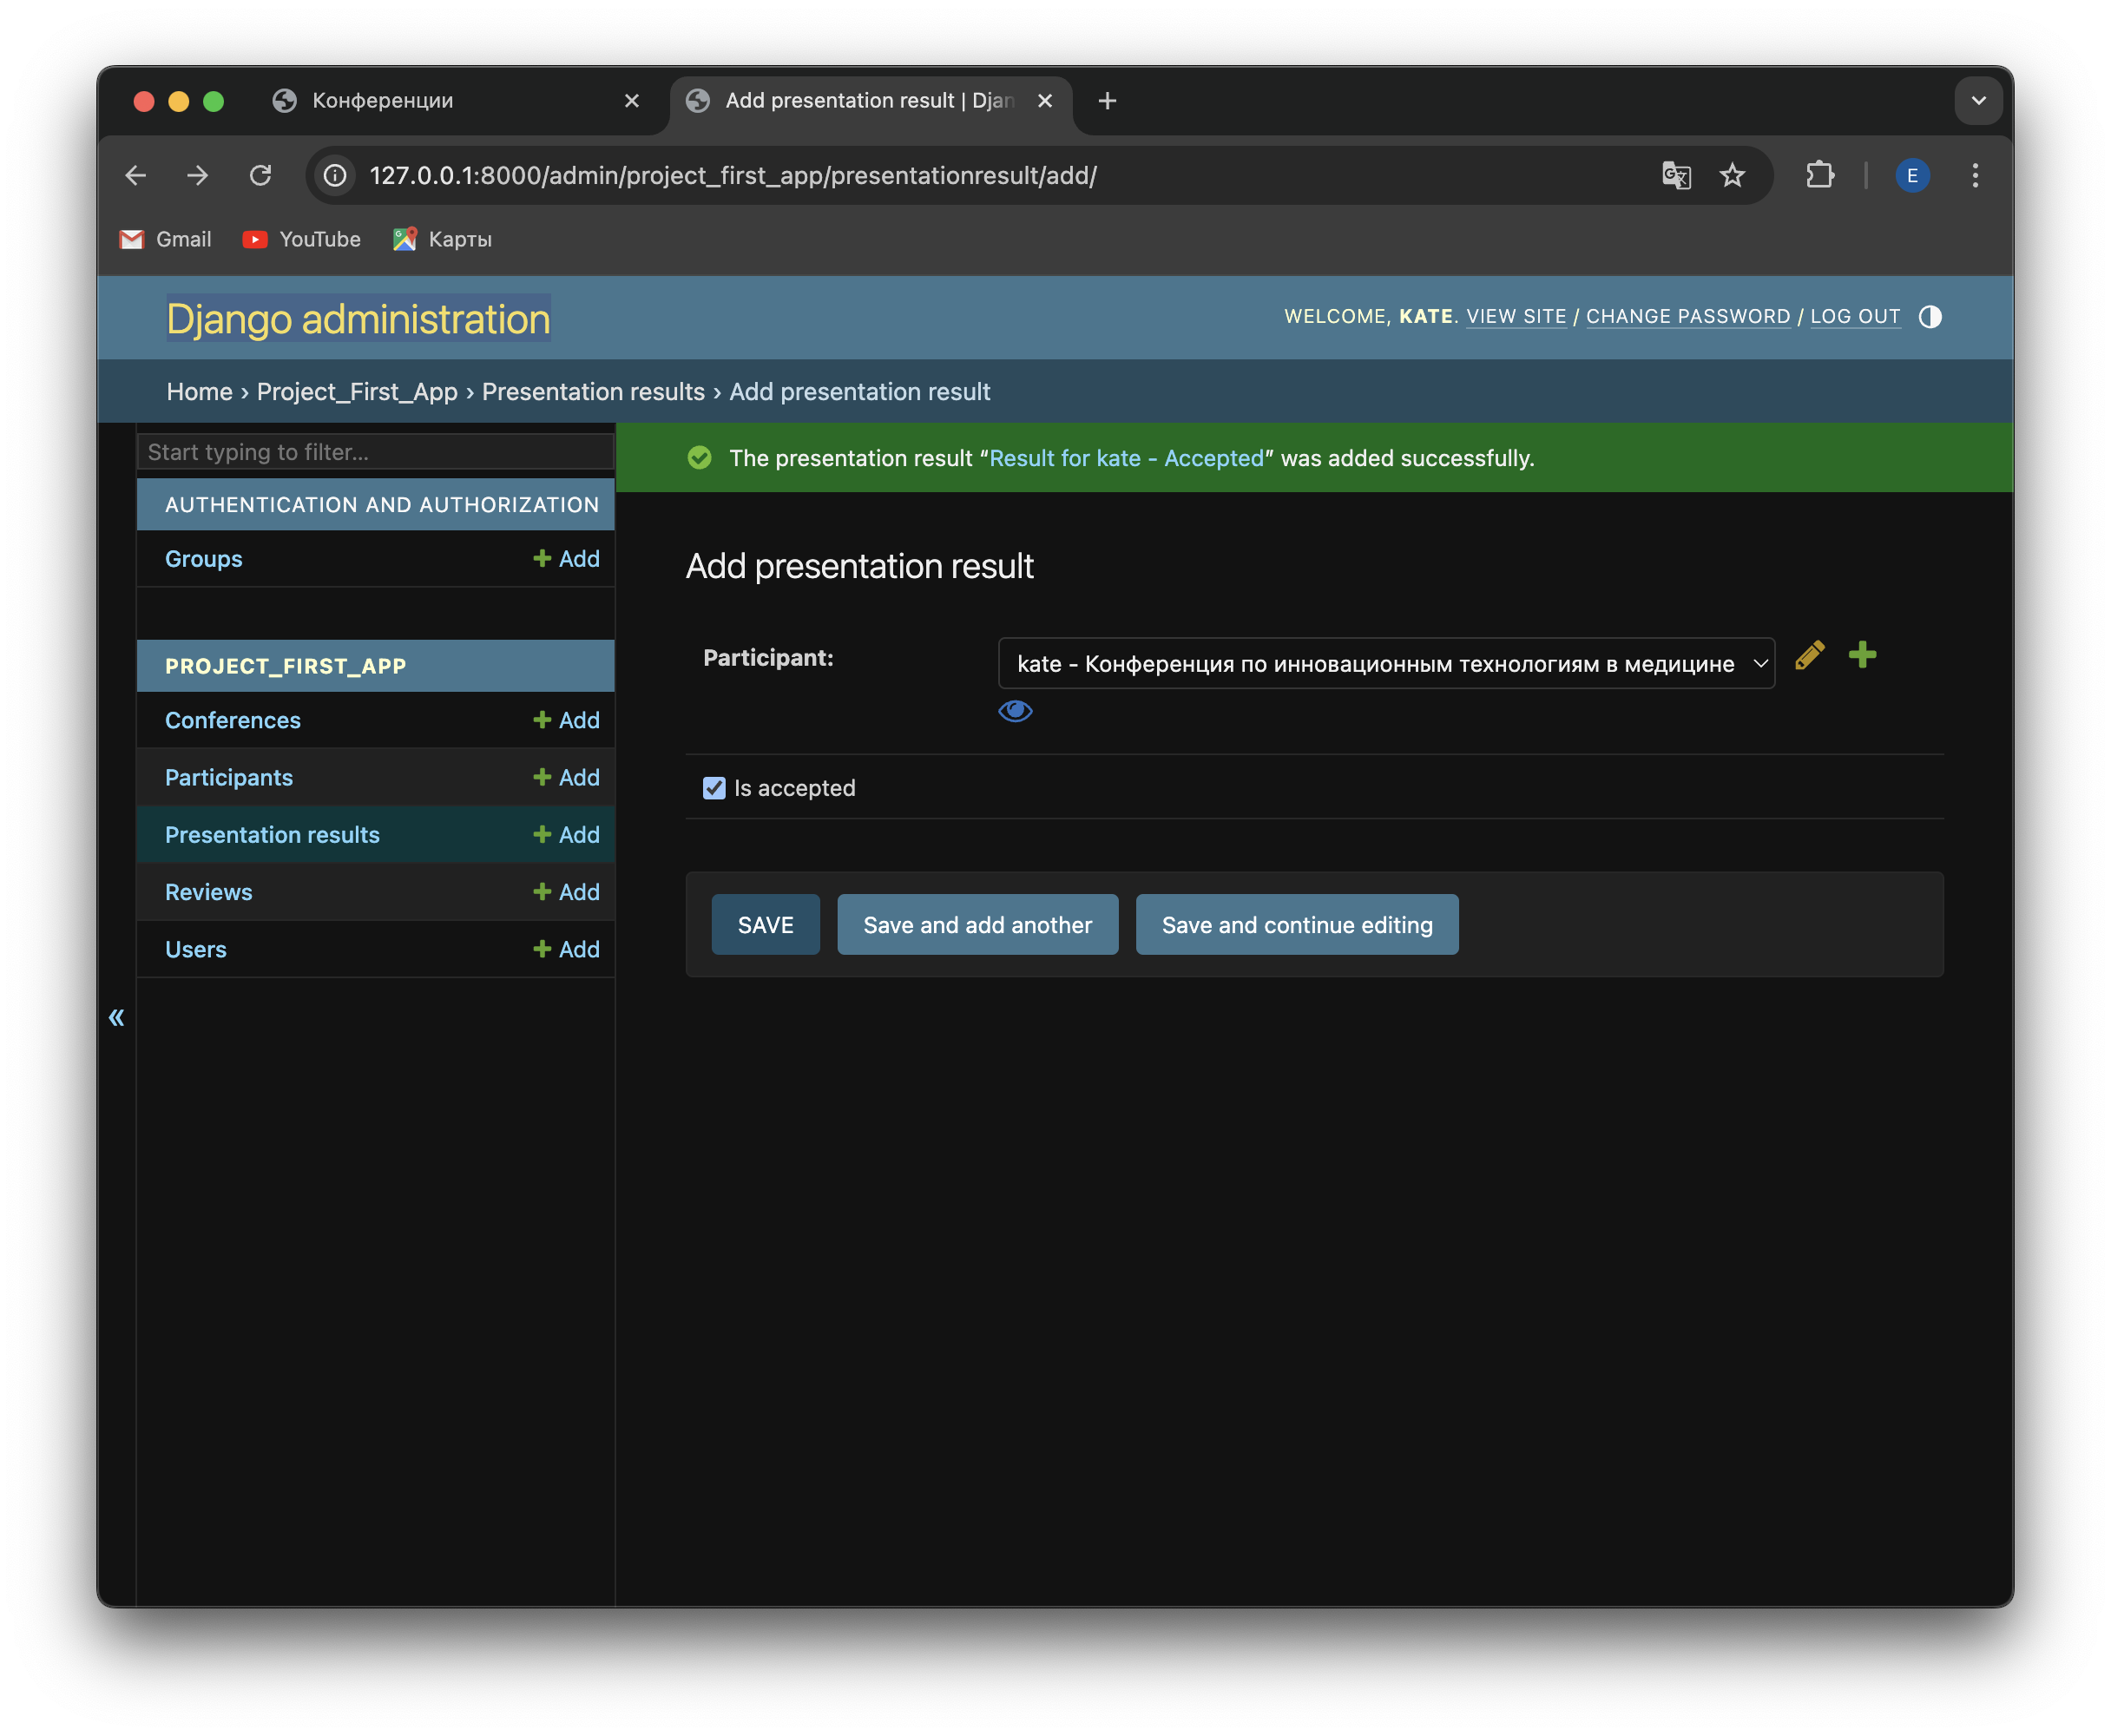 Конференции
Add presentation result | Djan
127.0.0.1:8000/admin/project_first_app/presentationresult/add/
E
Gmail YouTube Карты
Django administration
WELCOME, KATE. VIEW SITE / CHANGE PASSWORD / LOG OUT
Home › Project_First_App › Presentation results › Add presentation result
Start typing to filter...
AUTHENTICATION AND AUTHORIZATION
Groups + Add
PROJECT_FIRST_APP
Conferences + Add
Participants + Add
Presentation results + Add
Reviews + Add
Users + Add
«
The presentation result “Result for kate - Accepted” was added successfully.
Add presentation result
Participant: kate - Конференция по инновационным технологиям в медицине
Is accepted
SAVE Save and add another Save and continue editing